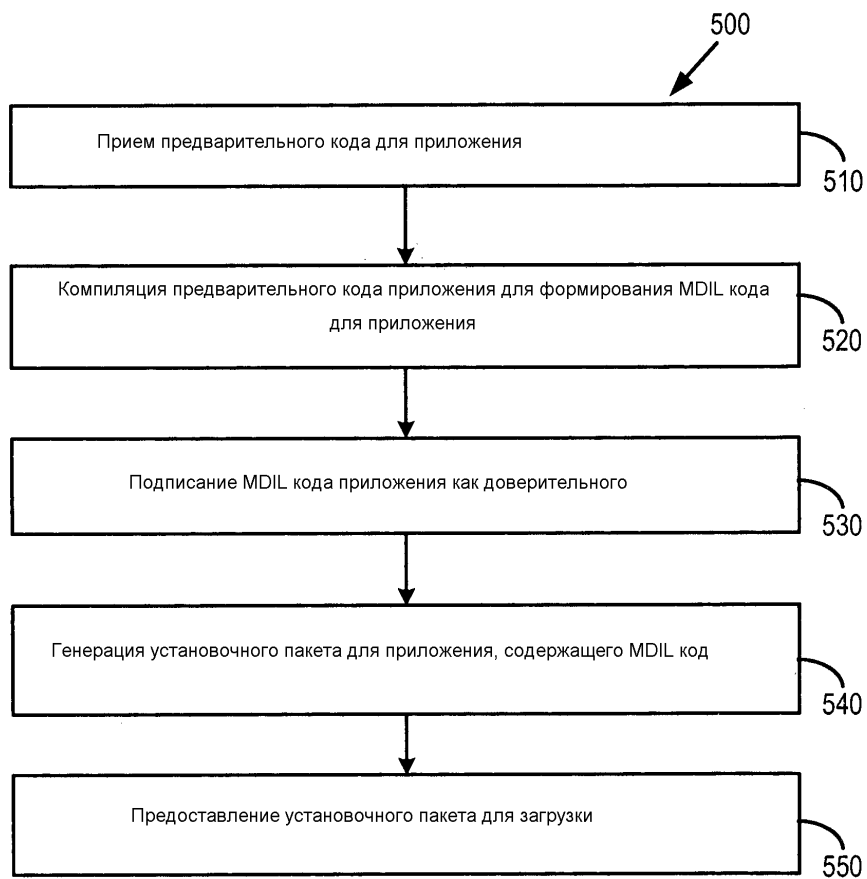 500
Прием предварительного кода для приложения
510
Компиляция предварительного кода приложения для формирования MDIL кода
для приложения
520
Подписание MDIL кода приложения как доверительного
530
Генерация установочного пакета для приложения, содержащего MDIL код
540
Предоставление установочного пакета для загрузки
550